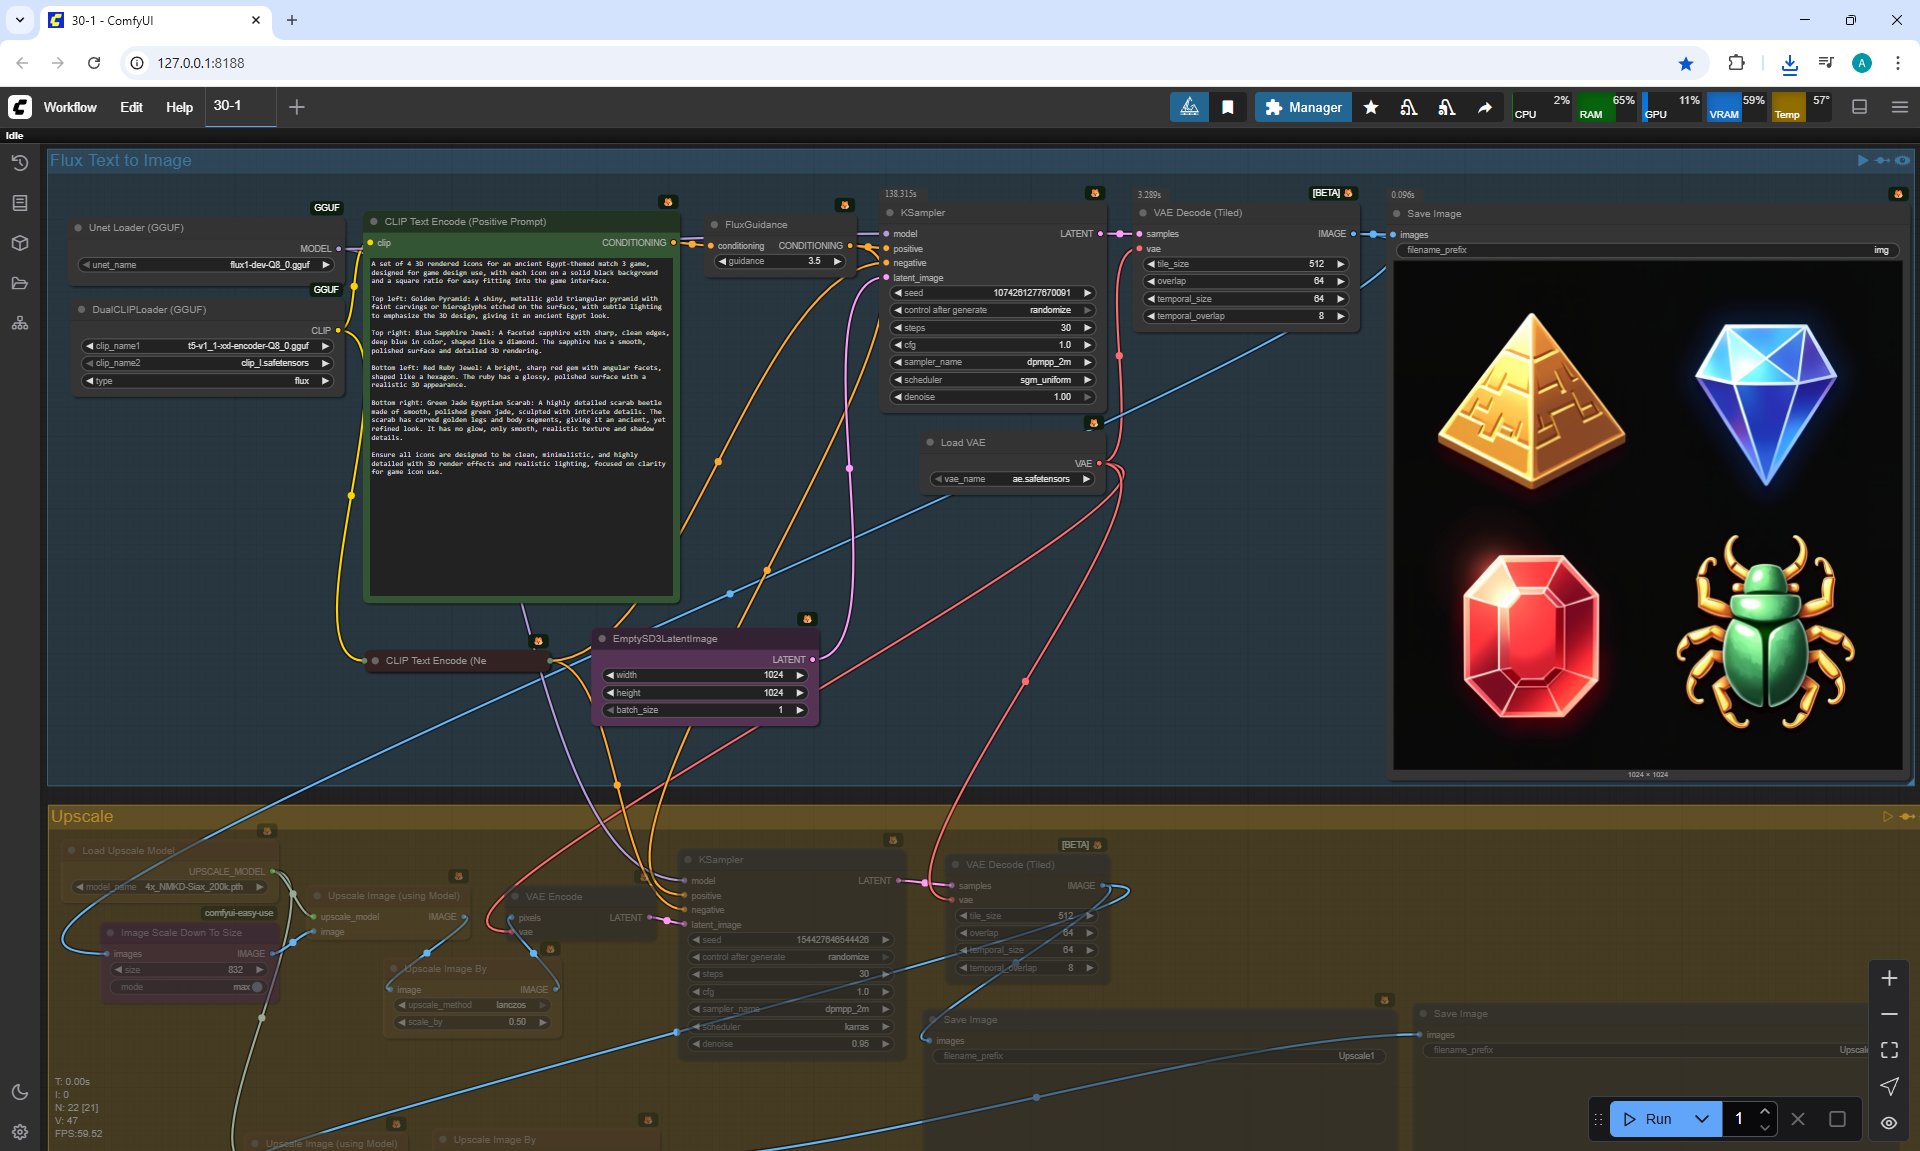 30-1 - ComfyUI
127.0.0.1:8188
Workflow Edit Help 30-1
Manager
CPU 2% RAM 65% GPU 11% VRAM 59% Temp 57°
Idle
Flux Text to Image
GGUF
Unet Loader (GGUF)
MODEL
unet_name flux1-dev-Q8_0.gguf
GGUF
DualCLIPLoader (GGUF)
CLIP
clip_name1 t5-v1_1-xxl-encoder-Q8_0.gguf
clip_name2 clip_l.safetensors
type flux
CLIP Text Encode (Positive Prompt)
clip CONDITIONING
A set of 4 3D rendered icons for an ancient Egypt-themed match 3 game,
designed for game design use, with each icon on a solid black background
and a square ratio for easy fitting into the game interface.
Top left: Golden Pyramid: A shiny, metallic gold triangular pyramid with
faint carvings or hieroglyphs etched on the surface, with subtle lighting
to emphasize the 3D design, giving it an ancient Egypt look.
Top right: Blue Sapphire Jewel: A faceted sapphire with sharp, clean edges,
deep blue in color, shaped like a diamond. The sapphire has a smooth,
polished surface and detailed 3D rendering.
Bottom left: Red Ruby Jewel: A bright, sharp red gem with angular facets,
shaped like a hexagon. The ruby has a glossy, polished surface with a
realistic 3D appearance.
Bottom right: Green Jade Egyptian Scarab: A highly detailed scarab beetle
made of smooth, polished green jade, sculpted with intricate details. The
scarab has carved golden legs and body segments, giving it an ancient, yet
refined look. It has no glow, only smooth, realistic texture and shadow
details.
Ensure all icons are designed to be clean, minimalistic, and highly
detailed with 3D render effects and realistic lighting, focused on clarity
for game icon use.
FluxGuidance
conditioning CONDITIONING
guidance 3.5
138.315s
KSampler
model LATENT
positive
negative
latent_image
seed 1074261277670091
control after generate randomize
steps 30
cfg 1.0
sampler_name dpmpp_2m
scheduler sgm_uniform
denoise 1.00
3.289s [BETA]
VAE Decode (Tiled)
samples IMAGE
vae
tile_size 512
overlap 64
temporal_size 64
temporal_overlap 8
Load VAE
VAE
vae_name ae.safetensors
0.096s
Save Image
images
filename_prefix img
1024 × 1024
CLIP Text Encode (Ne
EmptySD3LatentImage
LATENT
width 1024
height 1024
batch_size 1
Upscale
Load Upscale Model
UPSCALE_MODEL
model_name 4x_NMKD-Siax_200k.pth
comfyui-easy-use
Image Scale Down To Size
images IMAGE
size 832
mode max
Upscale Image (using Model)
upscale_model IMAGE
image
Upscale Image By
image IMAGE
upscale_method lanczos
scale_by 0.50
VAE Encode
pixels LATENT
vae
KSampler
model LATENT
positive
negative
latent_image
seed 154427646544426
control after generate randomize
steps 30
cfg 1.0
sampler_name dpmpp_2m
scheduler karras
denoise 0.95
[BETA]
VAE Decode (Tiled)
samples IMAGE
vae
tile_size 512
overlap 64
temporal_size 64
temporal_overlap 8
Save Image
images
filename_prefix Upscale1
Save Image
images
filename_prefix Upscale
T: 0.00s
I: 0
N: 22 [21]
V: 47
FPS:59.52
Upscale Image (using Model)
Upscale Image By
Run 1
A